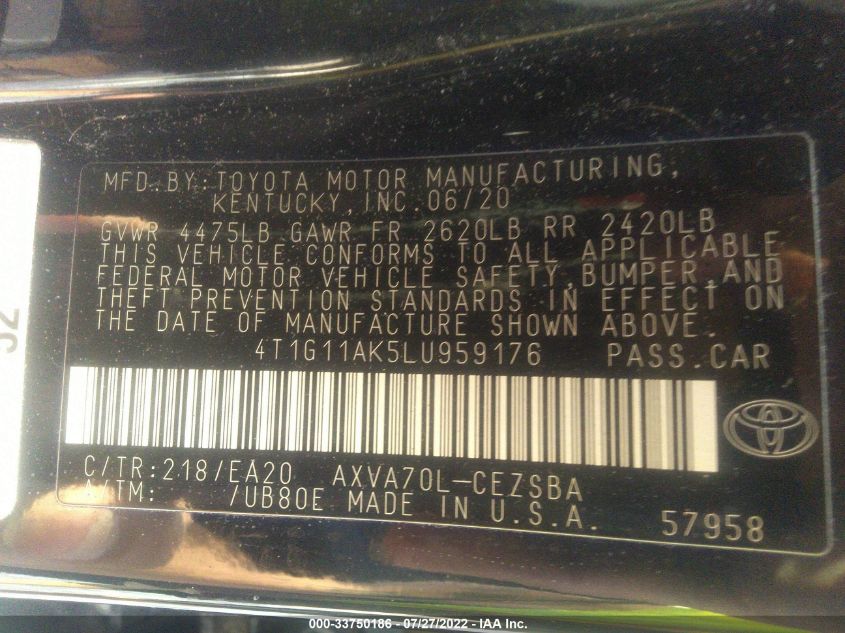 MFD.BY:TOYOTA MOTOR MANUFACTURING,
KENTUCKY,INC.06/20
GVWR 4475LB GAWR FR 2620LB RR 2420LB
THIS VEHICLE CONFORMS TO ALL APPLICABLE
FEDERAL MOTOR VEHICLE SAFETY,BUMPER,AND
THEFT PREVENTION STANDARDS IN EFFECT ON
THE DATE OF MANUFACTURE SHOWN ABOVE.
4T1G11AK5LU959176 PASS.CAR
C/TR:218/EA20 AXVA70L-CEZSBA
A/TM: /UB80E MADE IN U.S.A. 57958
52
000-33750186 - 07/27/2022 - IAA Inc.